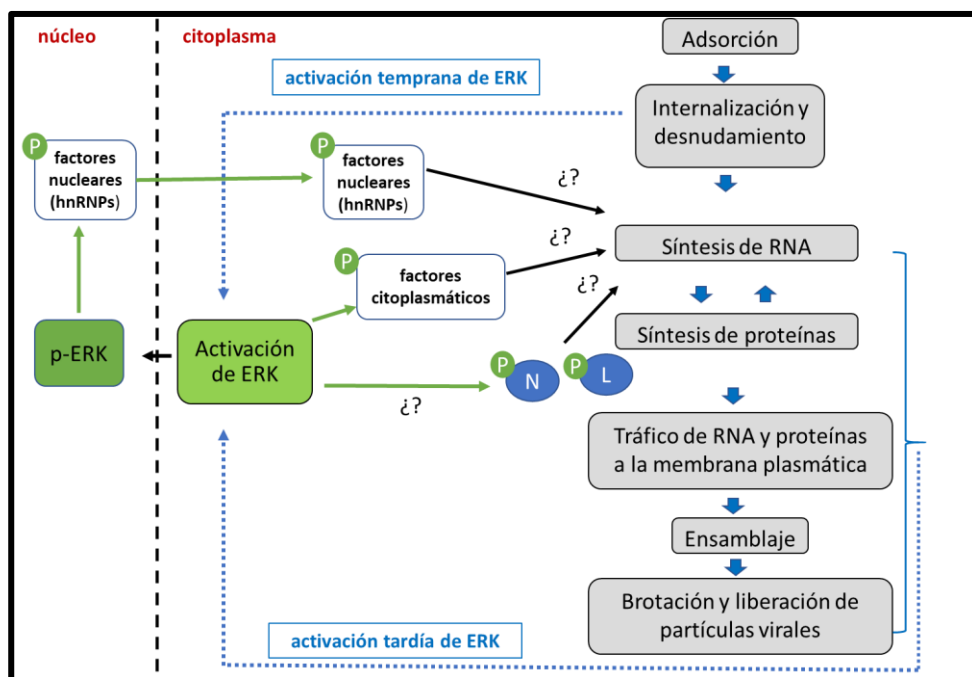 núcleo
citoplasma
Adsorción
activación temprana de ERK
Internalización y
desnudamiento
P
factores
nucleares
(hnRNPs)
P
factores
nucleares
(hnRNPs)
¿?
Síntesis de RNA
¿?
P
factores
citoplasmáticos
¿?
Síntesis de proteínas
p-ERK
Activación
de ERK
P
N
P
L
¿?
Tráfico de RNA y proteínas
a la membrana plasmática
Ensamblaje
Brotación y liberación de
partículas virales
activación tardía de ERK